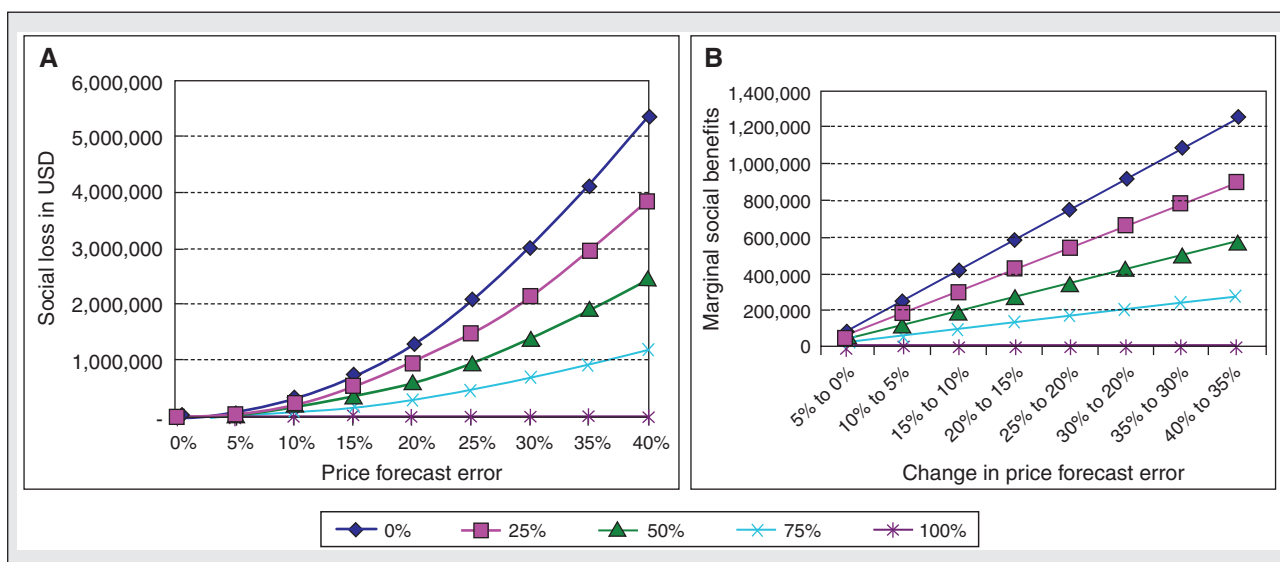 A
6,000,000
5,000,000
4,000,000
3,000,000
2,000,000
1,000,000
-
Social loss in USD
0% 5% 10% 15% 20% 25% 30% 35% 40%
Price forecast error
B
1,400,000
1,200,000
1,000,000
800,000
600,000
400,000
200,000
0
Marginal social benefits
5% to 0%
10% to 5%
15% to 10%
20% to 15%
25% to 20%
30% to 20%
35% to 30%
40% to 35%
Change in price forecast error
0% 25% 50% 75% 100%